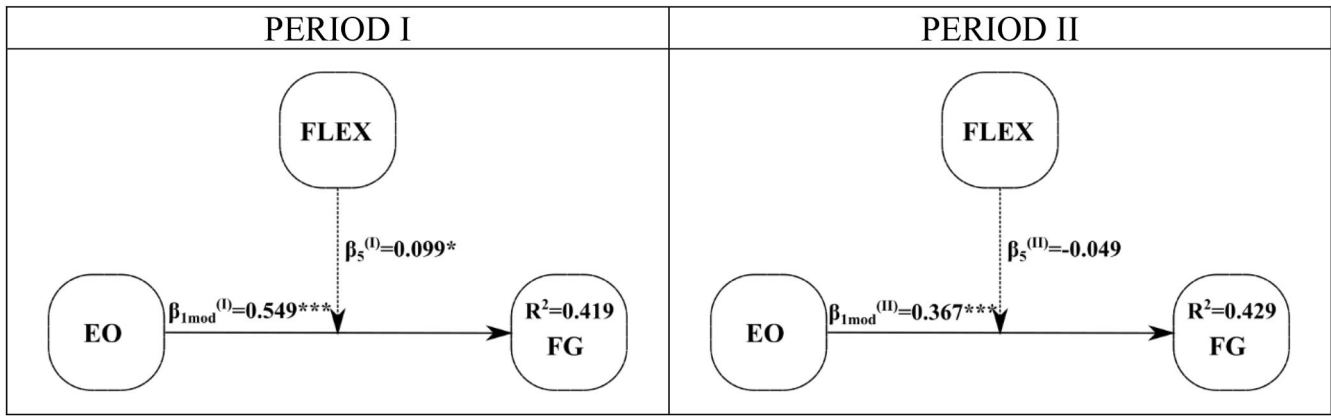 PERIOD I
FLEX
β₅⁽ᴵ⁾=0.099*
β₁ₘₒd⁽ᴵ⁾=0.549***
EO
R²=0.419
FG
PERIOD II
FLEX
β₅⁽ᴵᴵ⁾=-0.049
β₁ₘₒd⁽ᴵᴵ⁾=0.367***
EO
R²=0.429
FG